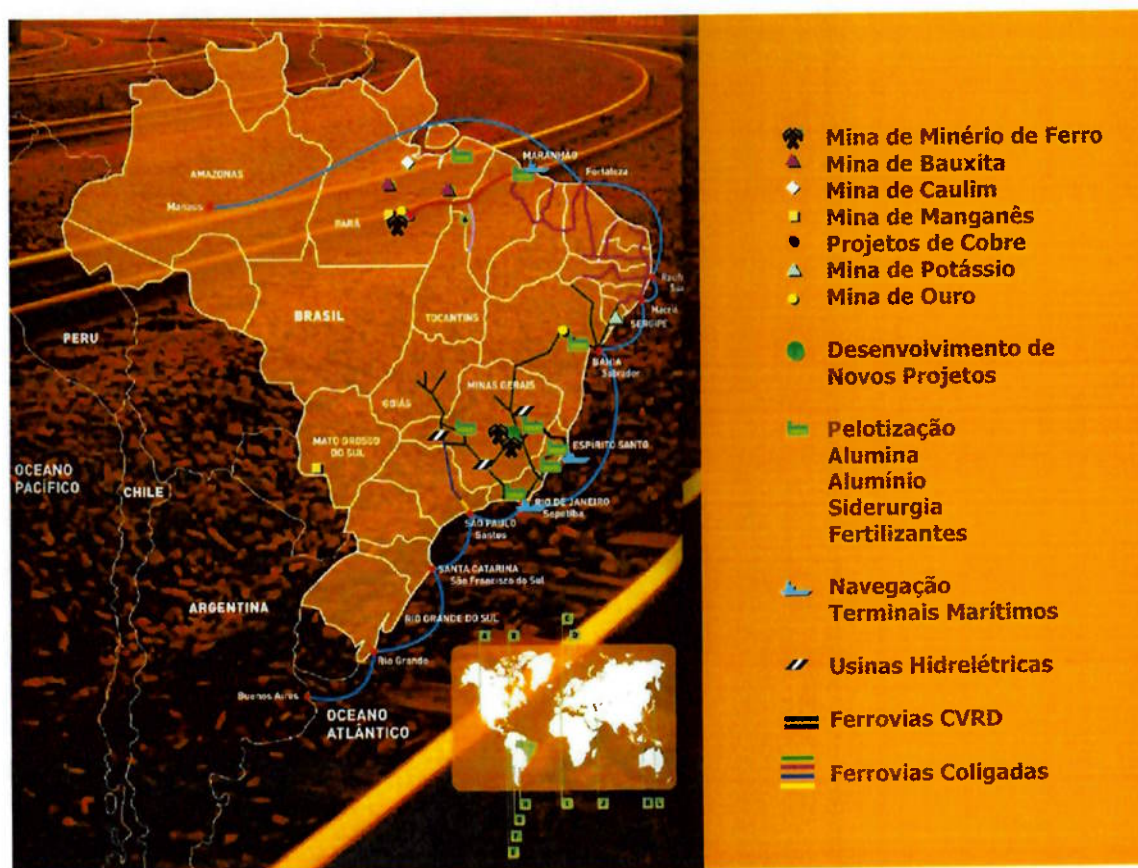 MARANHÃO
Fortaleza
AMAZONAS
Manaus
PARÁ
BRASIL
TOCANTINS
Maceió
SERGIPE
PERU
BAHIA
Salvador
MINAS GERAIS
GOIÁS
MATO GROSSO
DO SUL
ESPÍRITO SANTO
OCEANO
PACÍFICO
CHILE
RIO DE JANEIRO
Sepetiba
SÃO PAULO
Santos
SANTA CATARINA
São Francisco do Sul
ARGENTINA
RIO GRANDE DO SUL
Rio Grande
Buenos Aires
OCEANO
ATLÂNTICO
Mina de Minério de Ferro
Mina de Bauxita
Mina de Caulim
Mina de Manganês
Projetos de Cobre
Mina de Potássio
Mina de Ouro
Desenvolvimento de
Novos Projetos
Pelotização
Alumina
Alumínio
Siderurgia
Fertilizantes
Navegação
Terminais Marítimos
Usinas Hidrelétricas
Ferrovias CVRD
Ferrovias Coligadas